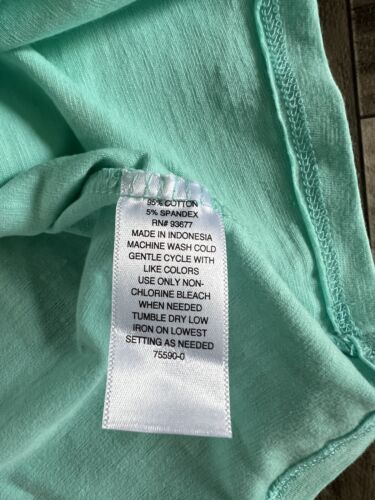 95% COTTON
5% SPANDEX
RN# 93677
MADE IN INDONESIA
MACHINE WASH COLD
GENTLE CYCLE WITH
LIKE COLORS
USE ONLY NON-
CHLORINE BLEACH
WHEN NEEDED
TUMBLE DRY LOW
IRON ON LOWEST
SETTING AS NEEDED
75590-0